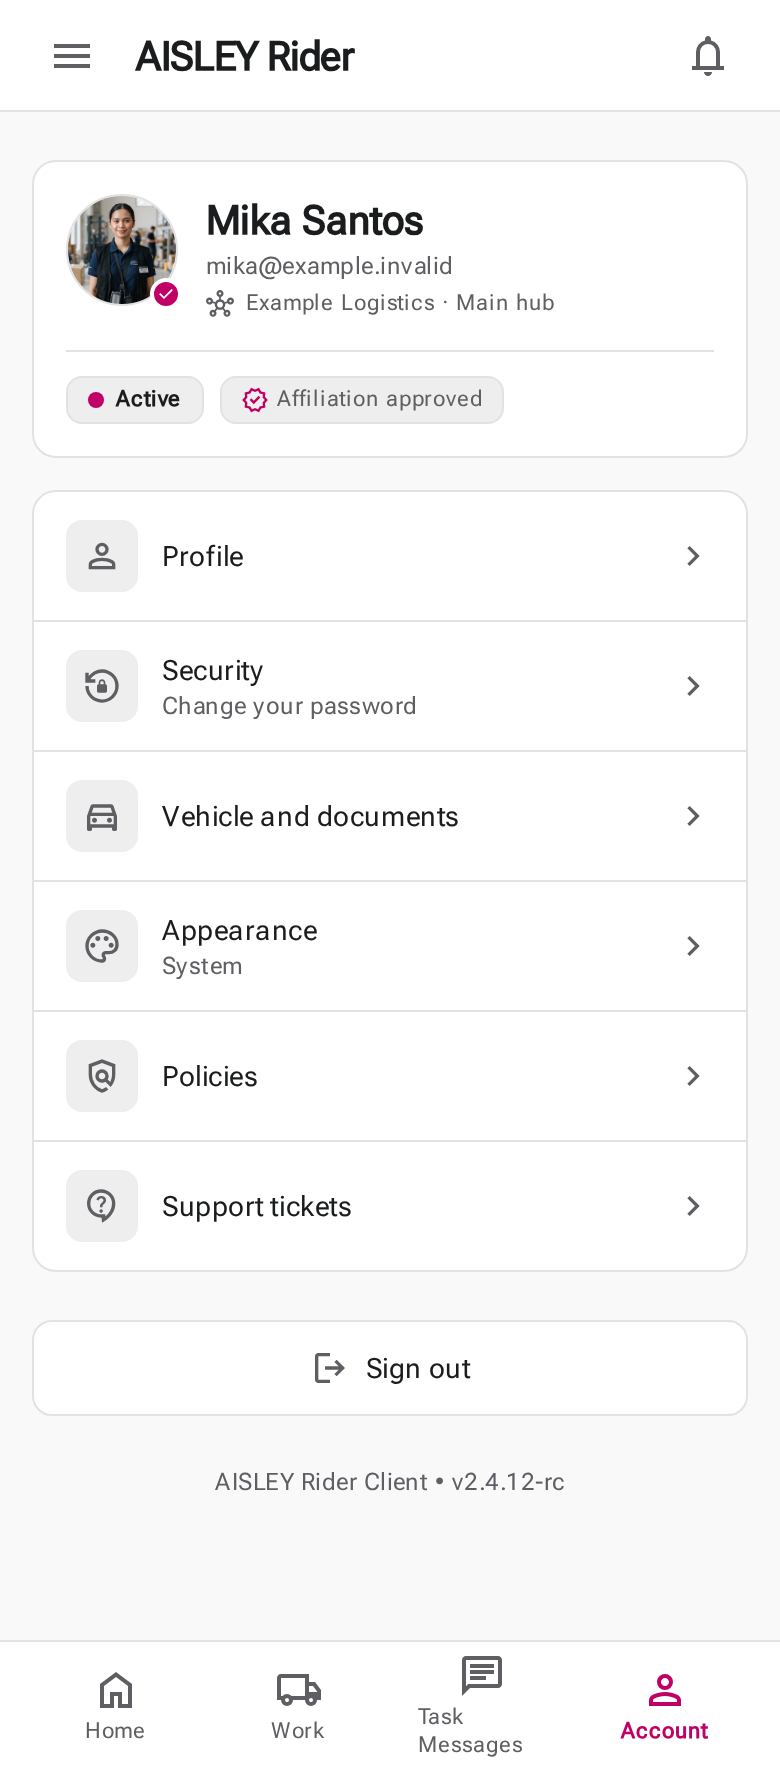 AISLEY Rider
Mika Santos
mika@example.invalid
Example Logistics · Main hub
Active
Affiliation approved
Profile
Security
Change your password
Vehicle and documents
Appearance
System
Policies
Support tickets
Sign out
AISLEY Rider Client • v2.4.12-rc
Home
Work
Task
Messages
Account